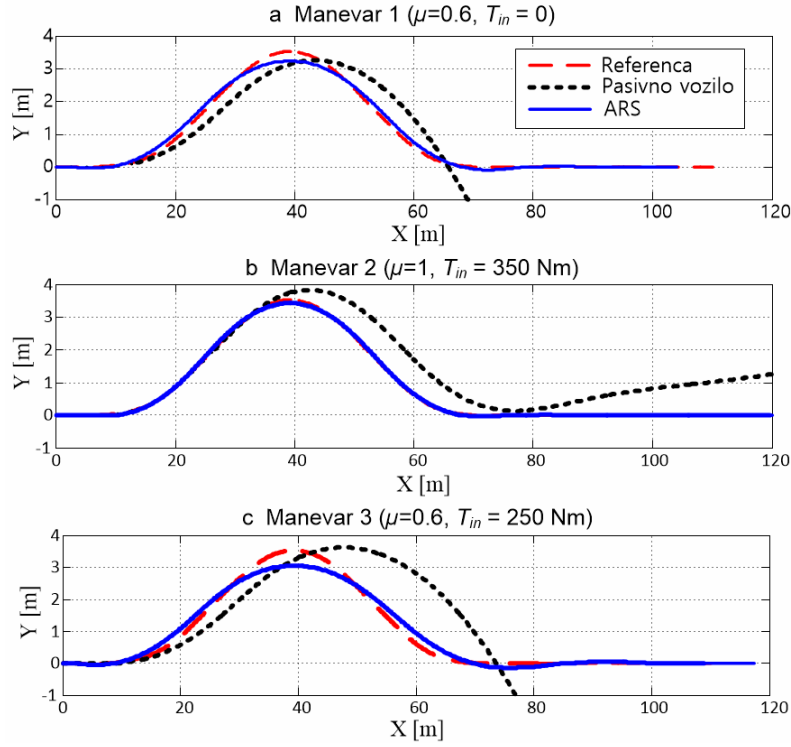 a Manevar 1 (μ=0.6, T_in = 0)
4
3
2
1
0
-1
Y [m]
Referenca
Pasivno vozilo
ARS
0 20 40 60 80 100 120
X [m]
b Manevar 2 (μ=1, T_in = 350 Nm)
4
3
2
1
0
-1
Y [m]
0 20 40 60 80 100 120
X [m]
c Manevar 3 (μ=0.6, T_in = 250 Nm)
4
3
2
1
0
-1
Y [m]
0 20 40 60 80 100 120
X [m]